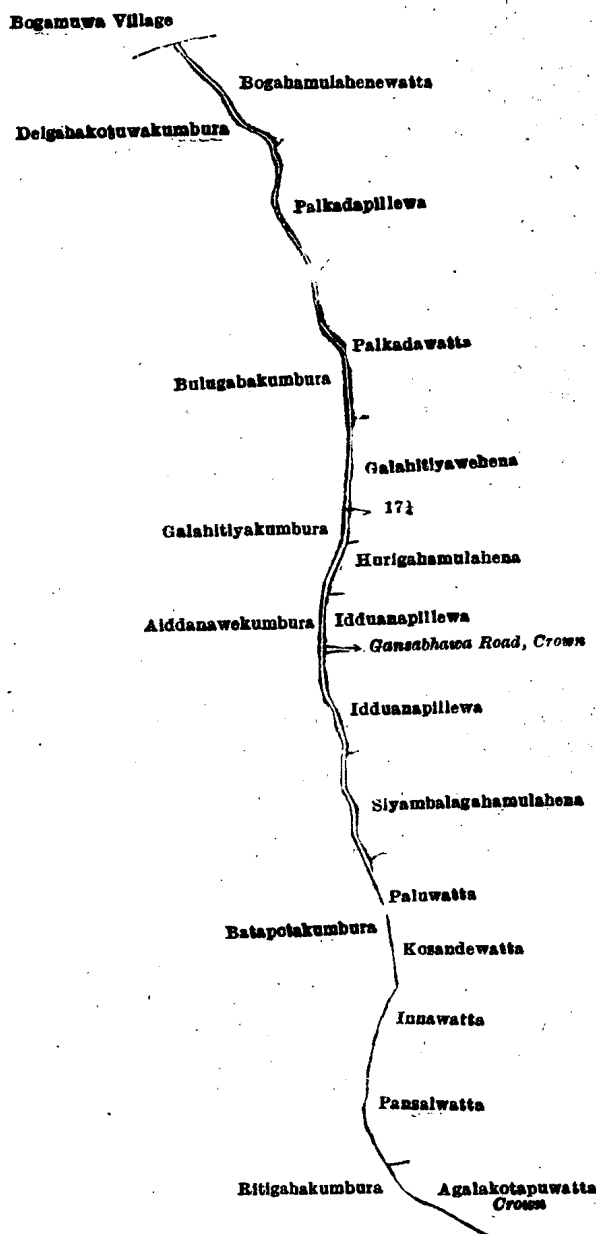 Bogamuwa Village
Bogahamulahenewatta
Delgahakotuwakumbura
Palkadapillewa
Palkadawatta
Bulugahakumbura
Galahitiyawehena
17¼
Galahitiyakumbura
Hurigahamulahena
Aiddanawekumbura
Idduanapillewa
Gansabhawa Road, Crown
Idduanapillewa
Siyambalagahamulahena
Paluwatta
Batapotakumbura
Kosandewatta
Innawatta
Pansalwatta
Ritigahakumbura
Agalakotapuwatta
Crown